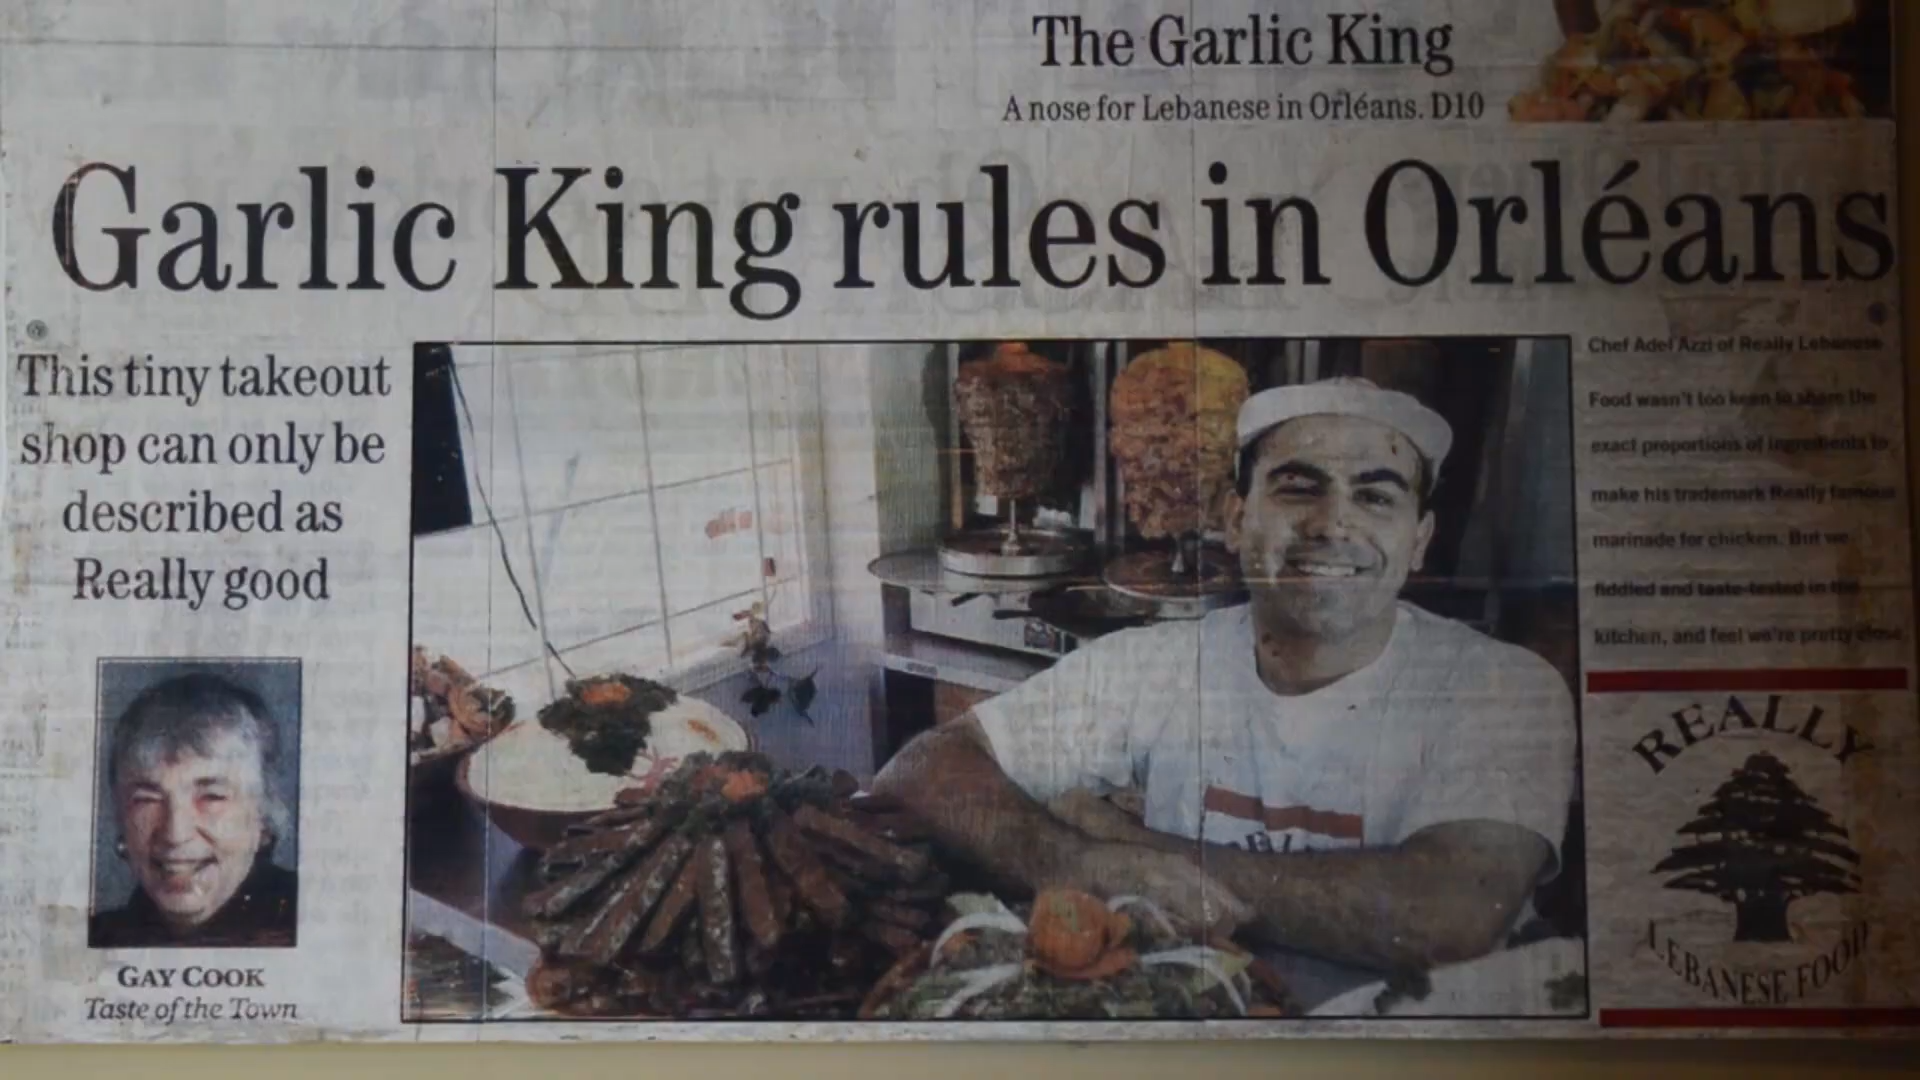 The Garlic King
A nose for Lebanese in Orléans. D10
Garlic King rules in Orléans
This tiny takeout
shop can only be
described as
Really good
GAY COOK
Taste of the Town
Chef Adel Azzi of Really Lebanese
Food wasn't too keen to share the
exact proportions of ingredients to
make his trademark Really famous
marinade for chicken. But we
fiddled and taste-tested in the
kitchen, and feel we're pretty close
REALLY
LEBANESE FOOD